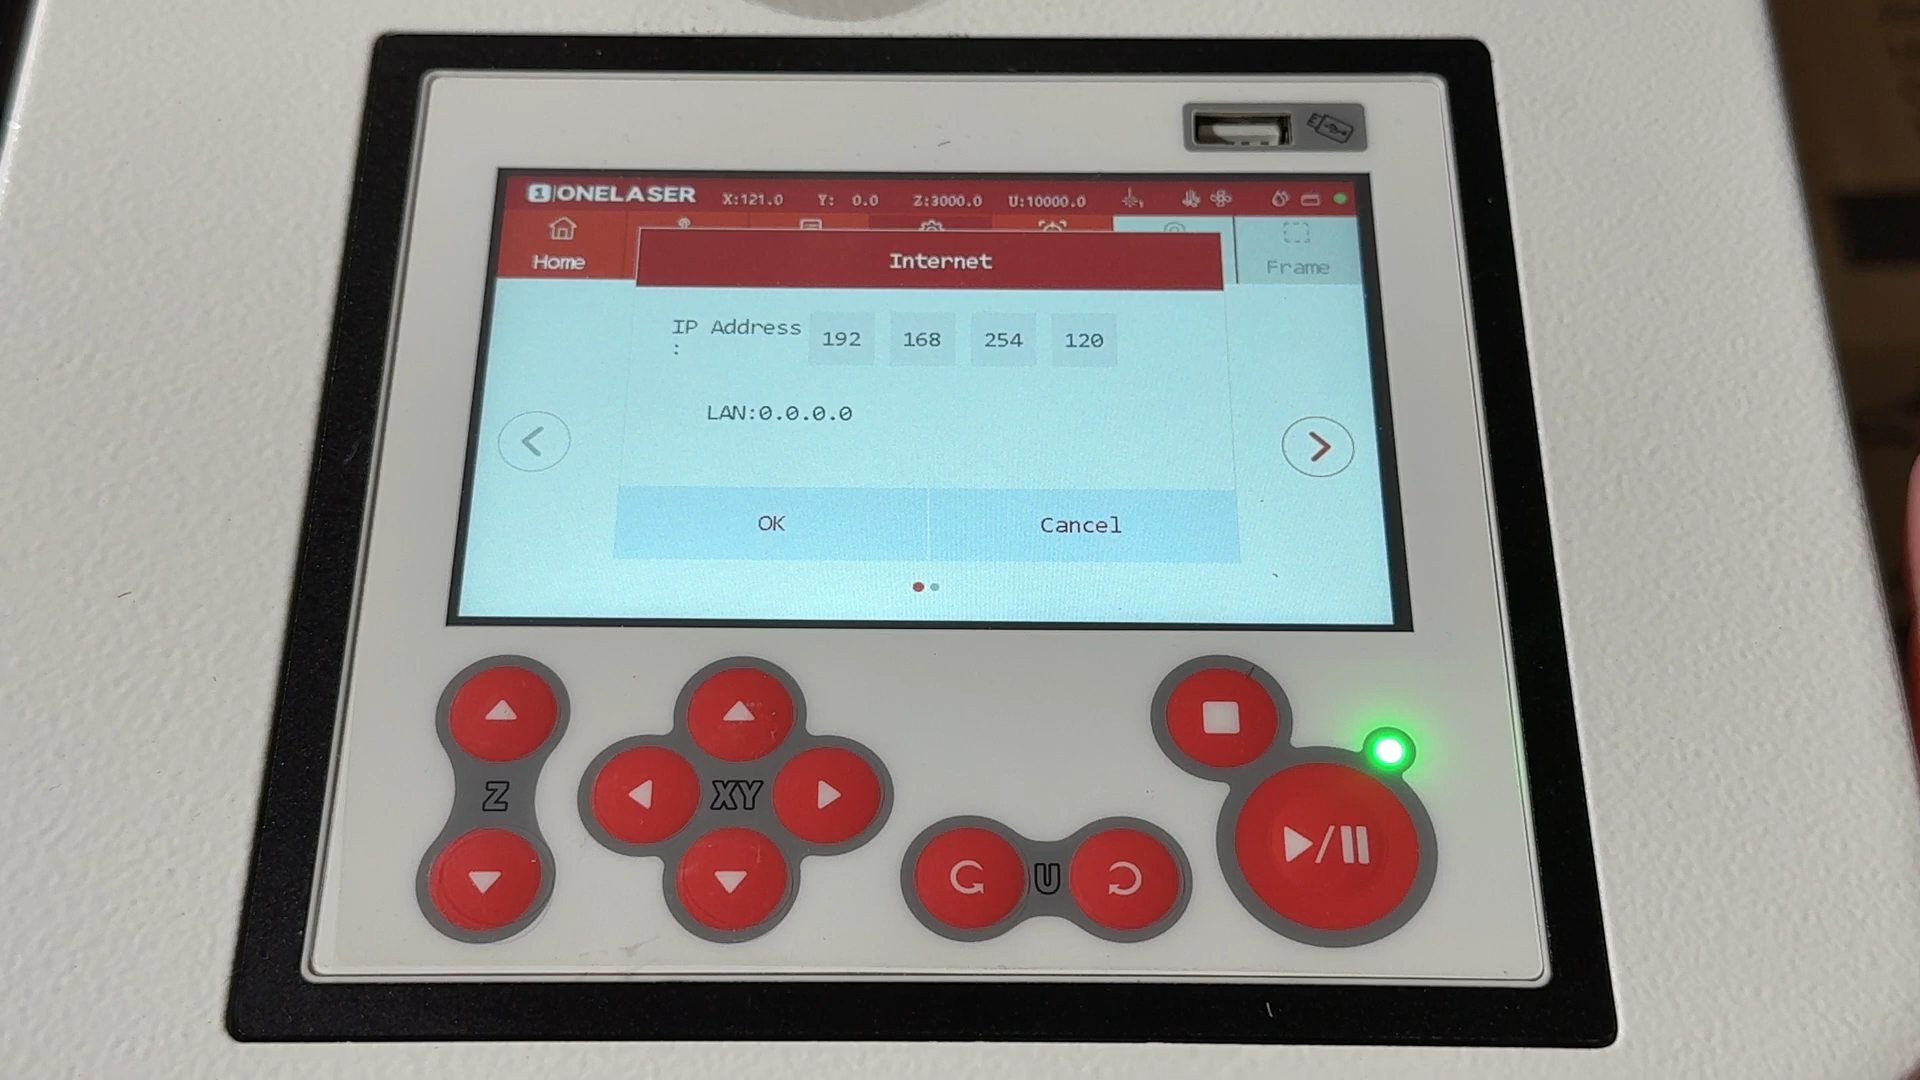 1 ONELASER X:121.0 Y: 0.0 Z:3000.0 U:10000.0
Home
Frame
Internet
IP Address
: 192 168 254 120
LAN:0.0.0.0
OK Cancel
Z XY
U